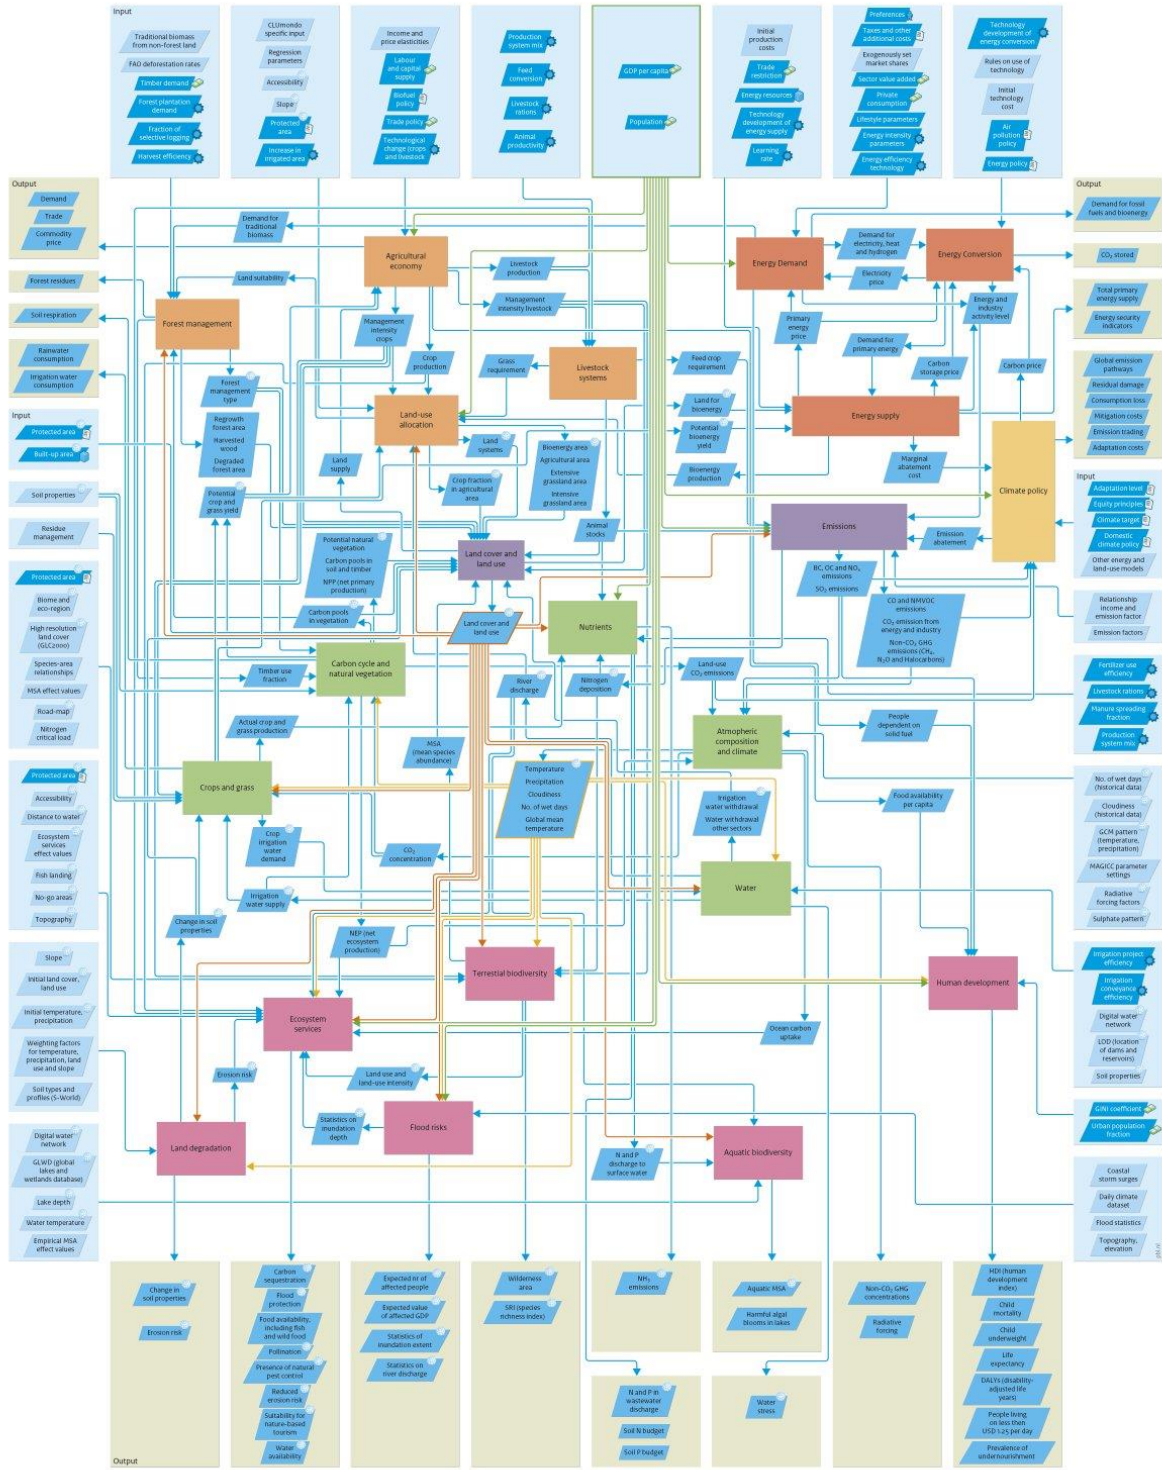 Input
Traditional biomass
from non-forest land
FAO deforestation rates
Timber demand
Forest plantation
demand
Fraction of
selective logging
Harvest efficiency
CLUmondo
specific input
Regression
parameters
Accessibility
Slope
Protected
area
Increase in
irrigated area
Income and
price elasticities
Labour
and capital
supply
Biofuel
policy
Trade policy
Technological
change (crops
and livestock
Production
system mix
Feed
conversion
Livestock
rations
Animal
productivity
GDP per capita
Population
Initial
production
costs
Trade
restriction
Energy resources
Technology
development of
energy supply
Learning
rate
Preferences
Taxes and other
additional costs
Exogenously set
market shares
Sector value added
Private
consumption
Lifestyle parameters
Energy intensity
parameters
Energy efficiency
technology
Technology
development of
energy conversion
Rules on use of
technology
Initial
technology
cost
Air
pollution
policy
Energy policy
Output
Demand
Trade
Commodity
price
Forest residues
Soil respiration
Rainwater
consumption
Irrigation water
consumption
Input
Protected area
Built-up area
Soil properties
Residue
management
Protected area
Biome and
eco-region
High resolution
land cover
(GLC2000)
Species-area
relationships
MSA effect values
Road-map
Nitrogen
critical load
Protected area
Accessibility
Distance to water
Ecosystem
services
effect values
Fish landing
No-go areas
Topography
Slope
Initial land cover,
land use
Initial temperature,
precipitation
Weighting factors
for temperature,
precipitation, land
use and slope
Soil types and
profiles (S-World)
Digital water
network
GLWD (global
lakes and
wetlands database)
Lake depth
Water temperature
Empirical MSA
effect values
Demand for
traditional
biomass
Land suitability
Agricultural
economy
Livestock
production
Management
intensity livestock
Forest management
Management
intensity
crops
Crop
production
Grass
requirement
Livestock
systems
Forest
management
type
Regrowth
forest area
Harvested
wood
Degraded
forest area
Land-use
allocation
Land
supply
Land
systems
Potential
crop and
grass yield
Crop fraction
in agricultural
area
Bioenergy area
Agricultural area
Extensive
grassland area
Intensive
grassland area
Animal
stocks
Energy Demand
Demand for
electricity, heat
and hydrogen
Electricity
price
Energy Conversion
Primary
energy
price
Energy and
industry
activity level
Demand for
primary energy
Carbon
storage price
Carbon price
Feed crop
requirement
Land for
bioenergy
Potential
bioenergy
yield
Bioenergy
production
Energy supply
Marginal
abatement
cost
Climate policy
Emissions
Emission
abatement
BC, OC and NOx
emissions
SO2 emissions
CO and NMVOC
emissions
CO2 emission from
energy and industry
Non-CO2 GHG
emissions (CH4,
N2O and Halocarbons)
Potential natural
vegetation
Carbon pools in
soil and timber
NPP (net primary
production)
Carbon pools
in vegetation
Land cover and
land use
Land cover and
land use
Nutrients
Carbon cycle and
natural vegetation
Timber use
fraction
River
discharge
Nitrogen
deposition
Land-use
CO2 emissions
People
dependent on
solid fuel
Actual crop and
grass production
MSA
(mean species
abundance)
Atmopheric
composition
and climate
Crops and grass
Temperature
Precipitation
Cloudiness
No. of wet days
Global mean
temperature
Irrigation
water withdrawal
Water withdrawal
other sectors
Food availability
per capita
Crop
irrigation
water
demand
CO2
concentration
Water
Irrigation
water supply
Change in soil
properties
NEP (net
ecosystem
production)
Terrestial biodiversity
Human development
Ecosystem
services
Ocean carbon
uptake
Erosion risk
Land use and
land-use intensity
Statistics on
inundation
depth
Flood risks
Land degradation
N and P
discharge to
surface water
Aquatic biodiversity
Output
Demand for fossil
fuels and bioenergy
CO2 stored
Total primary
energy supply
Energy security
indicators
Global emission
pathways
Residual damage
Consumption loss
Mitigation costs
Emission trading
Adaptation costs
Input
Adaptation level
Equity principles
Climate target
Domestic
climate policy
Other energy and
land-use models
Relationship
income and
emission factor
Emission factors
Fertilizer use
efficiency
Livestock rations
Manure spreading
fraction
Production
system mix
No. of wet days
(historical data)
Cloudiness
(historical data)
GCM pattern
(temperature,
precipitation)
MAGICC parameter
settings
Radiative
forcing factors
Sulphate pattern
Irrigation project
efficiency
Irrigation
conveyance
efficiency
Digital water
network
LDD (location
of dams and
reservoirs)
Soil properties
GINI coefficient
Urban population
fraction
Coastal
storm surges
Daily climate
dataset
Flood statistics
Topography,
elevation
pbl.nl
Change in
soil properties
Erosion risk
Output
Carbon
sequestration
Flood
protection
Food availability,
including fish
and wild food
Pollination
Presence of natural
pest control
Reduced
erosion risk
Suitability for
nature-based
tourism
Water
availability
Expected nr of
affected people
Expected value
of affected GDP
Statistics of
inundation extent
Statistics on
river discharge
Wilderness
area
SRI (species
richness index)
NH3
emissions
N and P in
wastewater
discharge
Soil N budget
Soil P budget
Aquatic MSA
Harmful algal
blooms in lakes
Water
stress
Non-CO2 GHG
concentrations
Radiative
forcing
HDI (human
development
index)
Child
mortality
Child
underweight
Life
expectancy
DALYs (disability-
adjusted life
years)
People living
on less then
USD 1.25 per day
Prevalence of
undernourishment